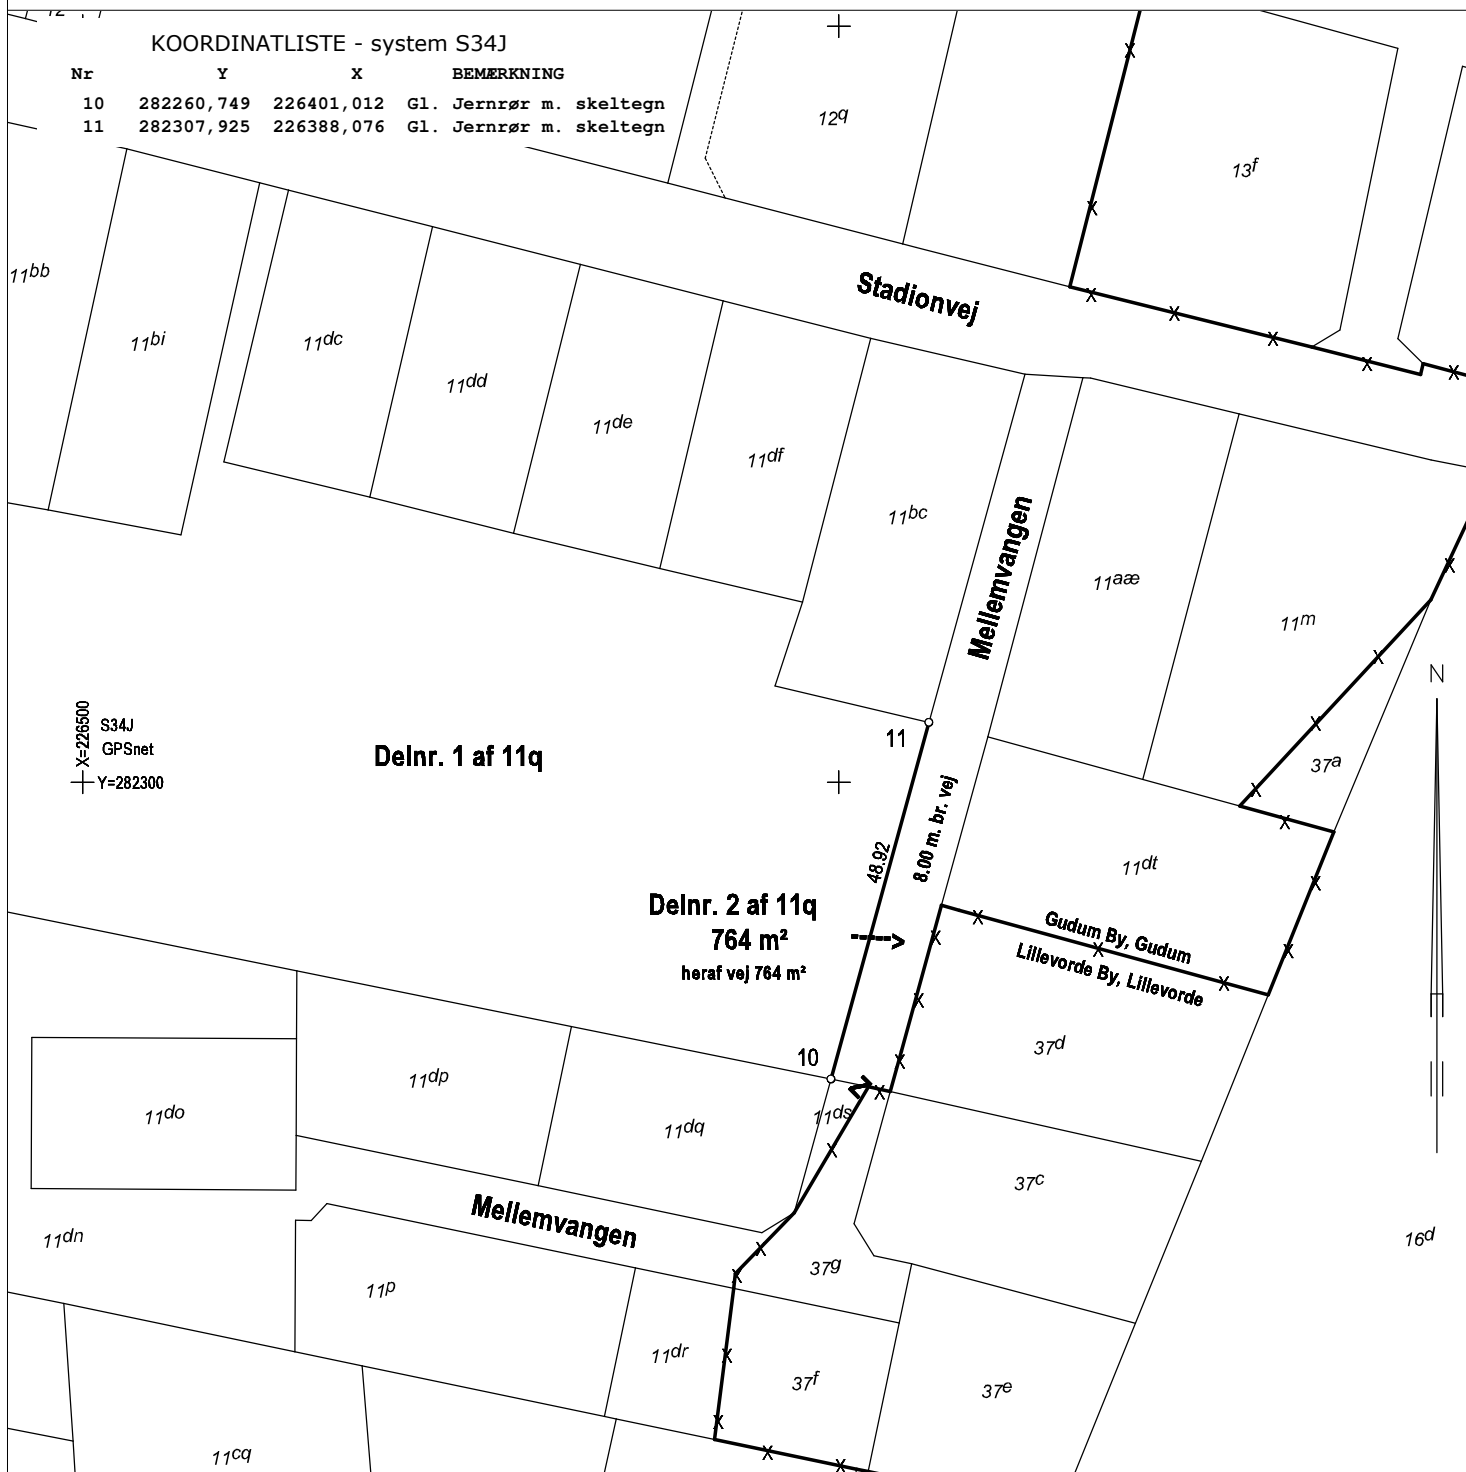 KOORDINATLISTE - system S34J
Nr Y X BEMÆRKNING
10 282260,749 226401,012 Gl. Jernrør m. skeltegn
11 282307,925 226388,076 Gl. Jernrør m. skeltegn
12q
13f
Stadionvej
11bb
11bi
11dc
11dd
11de
11df
11bc
Mellemvangen
11aæ
11m
N
X=226500
S34J
GPSnet
Y=282300
Delnr. 1 af 11q
11
37a
8.00 m. br. vej
48.92
11dt
Delnr. 2 af 11q
764 m²
heraf vej 764 m²
Gudum By, Gudum
Lillevorde By, Lillevorde
37d
10
11do
11dp
11dq
11ds
37c
Mellemvangen
11dn
16d
37g
11p
11dr
37f
37e
11cq